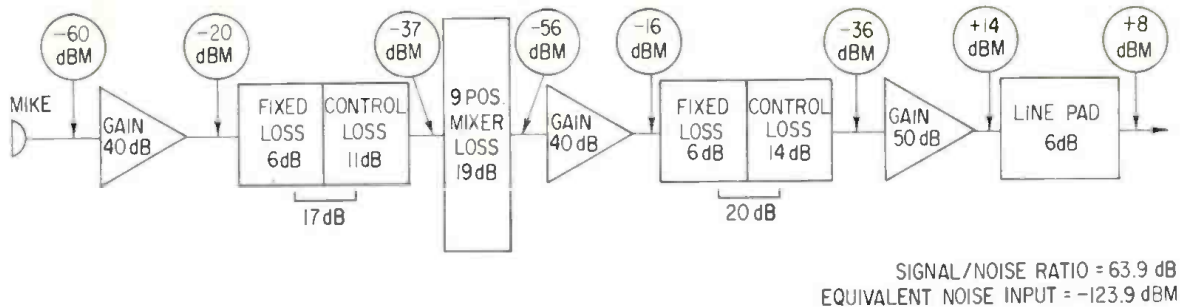 -60 dBM
-20 dBM
-37 dBM
-56 dBM
-16 dBM
-36 dBM
+14 dBM
+8 dBM
MIKE
GAIN 40 dB
FIXED LOSS 6dB
CONTROL LOSS 11dB
9 POS. MIXER LOSS 19dB
GAIN 40 dB
FIXED LOSS 6dB
CONTROL LOSS 14dB
GAIN 50 dB
LINE PAD 6dB
17 dB
20 dB
SIGNAL/NOISE RATIO = 63.9 dB
EQUIVALENT NOISE INPUT = -123.9 dBM